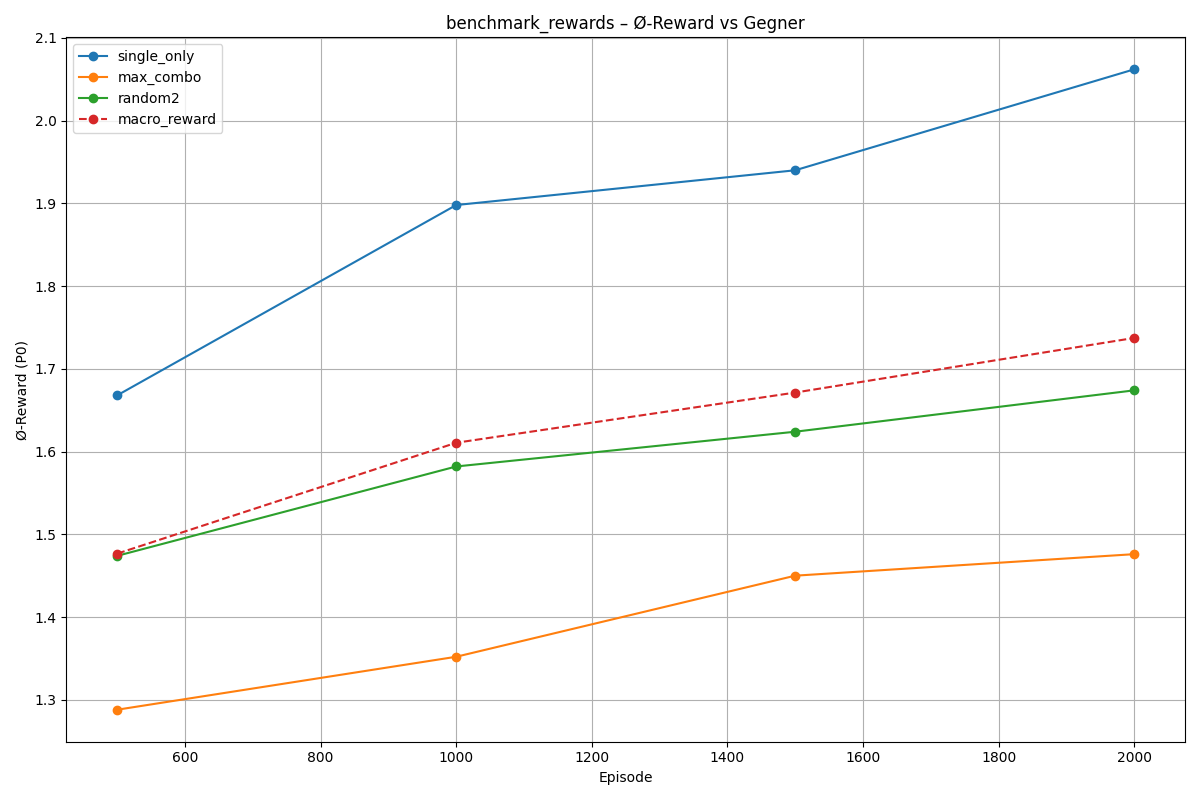 benchmark_rewards – Ø-Reward vs Gegner
single_only
max_combo
random2
macro_reward
Ø-Reward (P0)
2.1
2.0
1.9
1.8
1.7
1.6
1.5
1.4
1.3
600 800 1000 1200 1400 1600 1800 2000
Episode